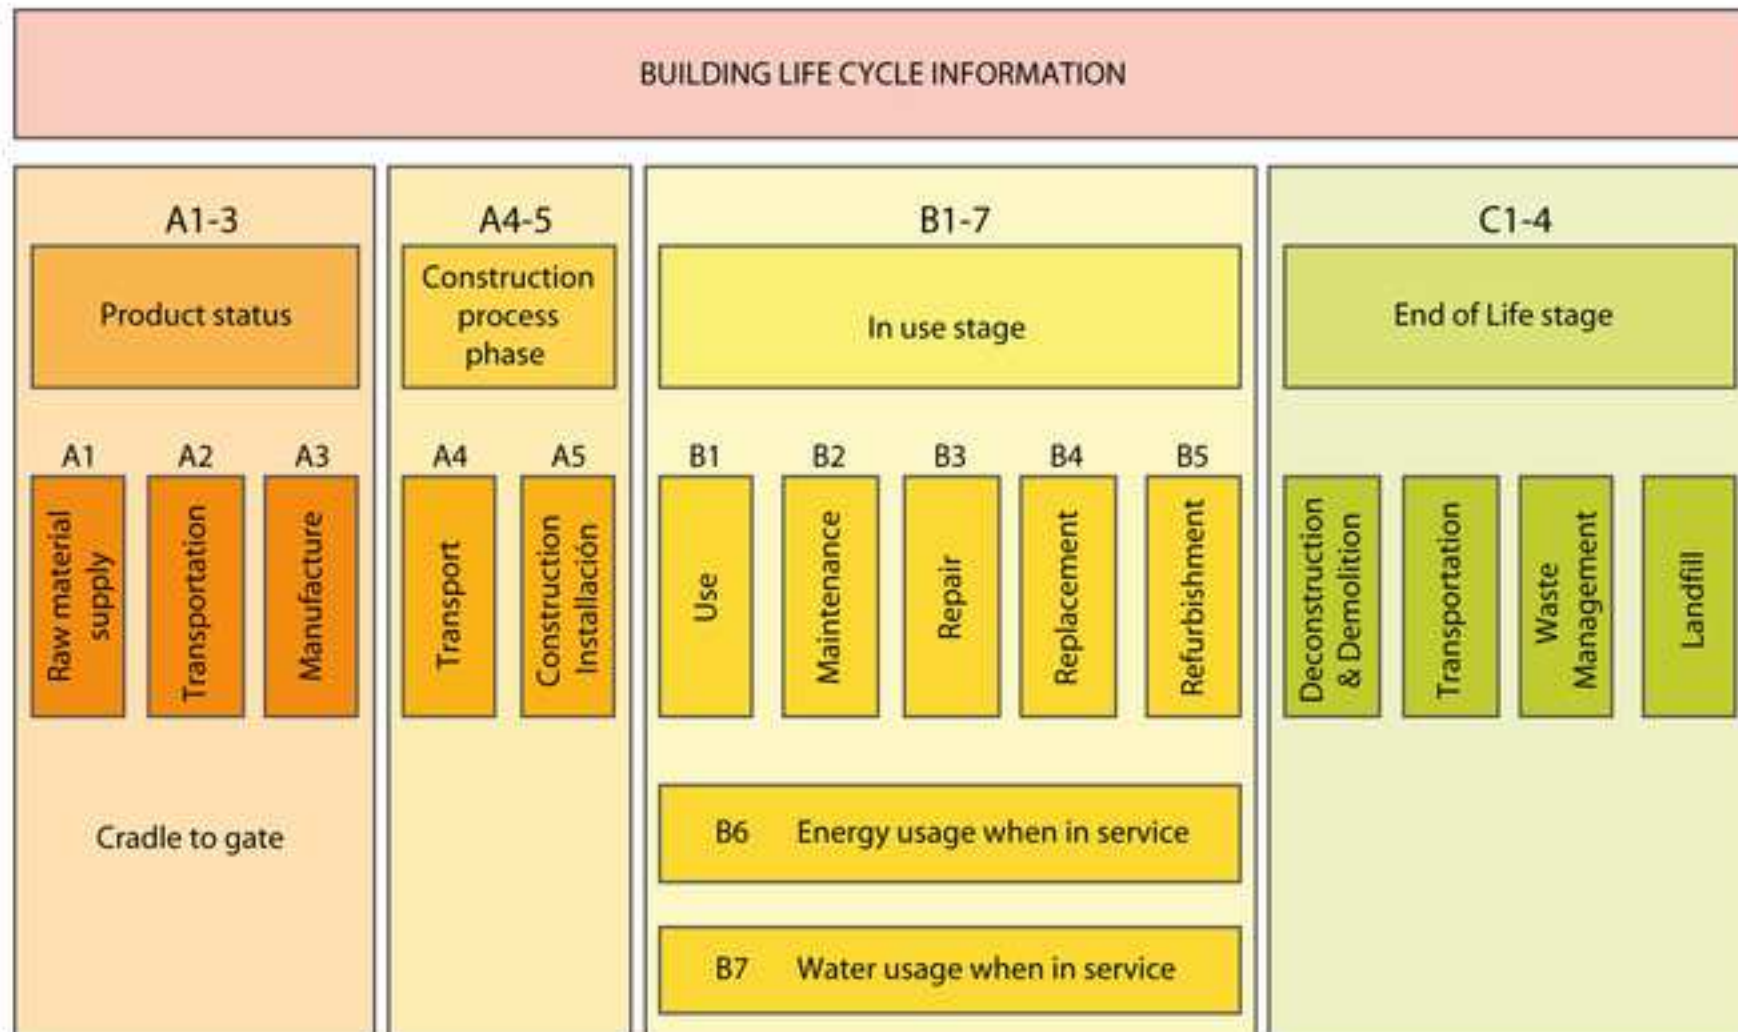 BUILDING LIFE CYCLE INFORMATION
A1-3
Product status
A1
A2
A3
Raw material
supply
Transportation
Manufacture
Cradle to gate
A4-5
Construction
process
phase
A4
A5
Transport
Construction
Installación
B1-7
In use stage
B1
B2
B3
B4
B5
Use
Maintenance
Repair
Replacement
Refurbishment
B6 Energy usage when in service
B7 Water usage when in service
C1-4
End of Life stage
Deconstruction
& Demolition
Transportation
Waste
Management
Landfill